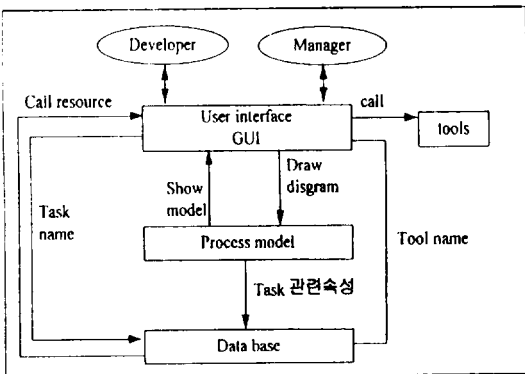 Developer
Manager
Call resource
call
User interface
GUI
tools
Show
model
Draw
disgram
Task
name
Process model
Tool name
Task 관련속성
Data base